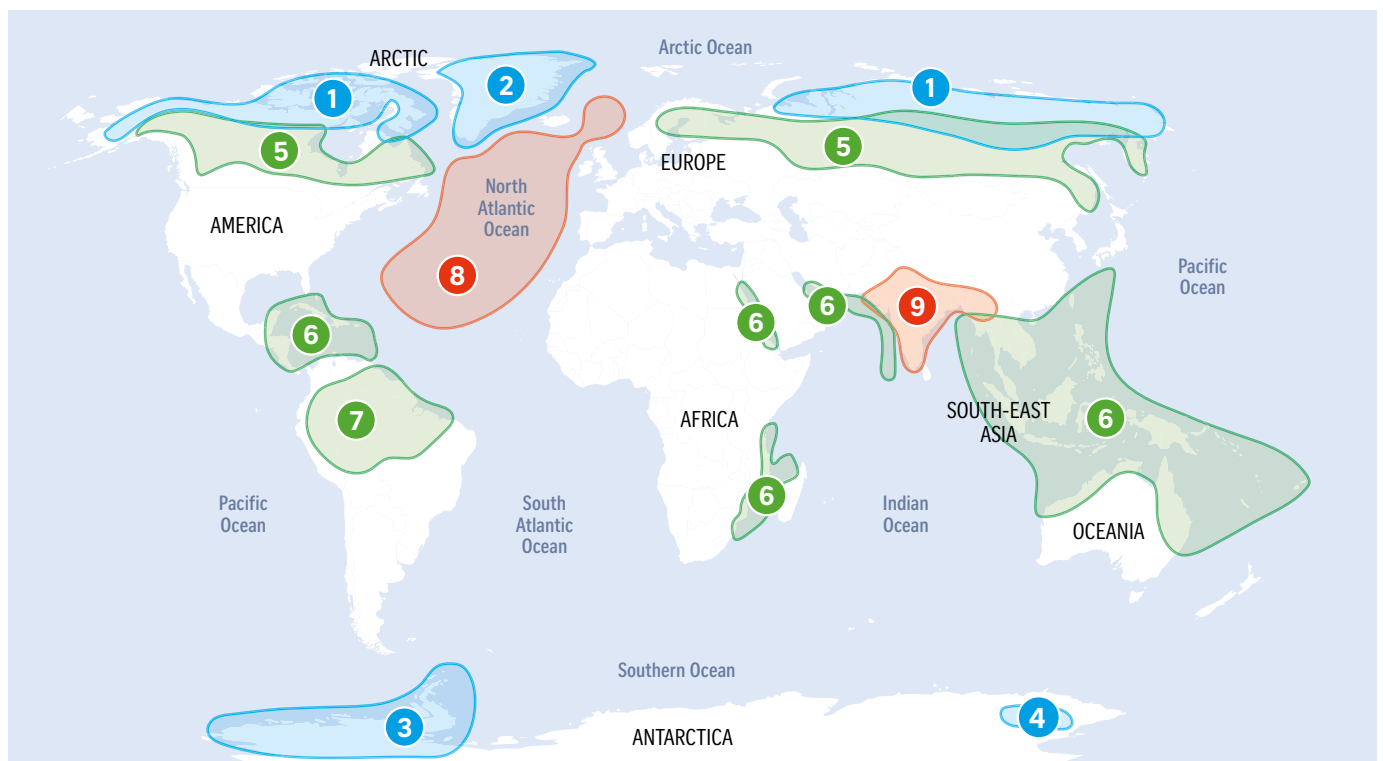 Arctic Ocean
ARCTIC
2
1
1
5
5
EUROPE
North
Atlantic
Ocean
AMERICA
8
Pacific
Ocean
6
6
6
9
6
7
AFRICA
SOUTH-EAST
ASIA
6
6
Pacific
Ocean
South
Atlantic
Ocean
Indian
Ocean
OCEANIA
Southern Ocean
3
ANTARCTICA
4